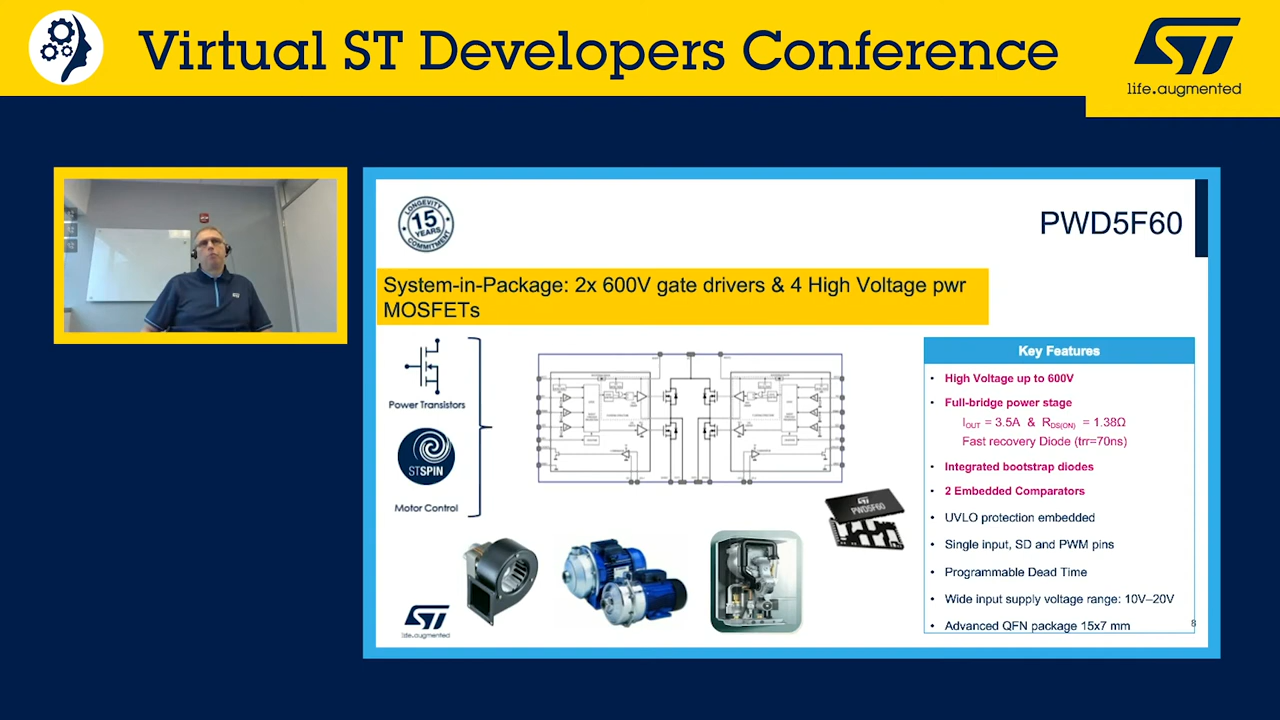 Virtual ST Developers Conference
ST
life.augmented
LONGEVITY
15
YEARS
COMMITMENT
PWD5F60
System-in-Package: 2x 600V gate drivers & 4 High Voltage pwr
MOSFETs
Power Transistors
STSPIN
Motor Control
PWD5F60
Key Features
• High Voltage up to 600V
• Full-bridge power stage
IOUT = 3.5A & RDS(ON) = 1.38Ω
Fast recovery Diode (trr=70ns)
• Integrated bootstrap diodes
• 2 Embedded Comparators
• UVLO protection embedded
• Single input, SD and PWM pins
• Programmable Dead Time
• Wide input supply voltage range: 10V–20V
• Advanced QFN package 15x7 mm
ST
life.augmented
8